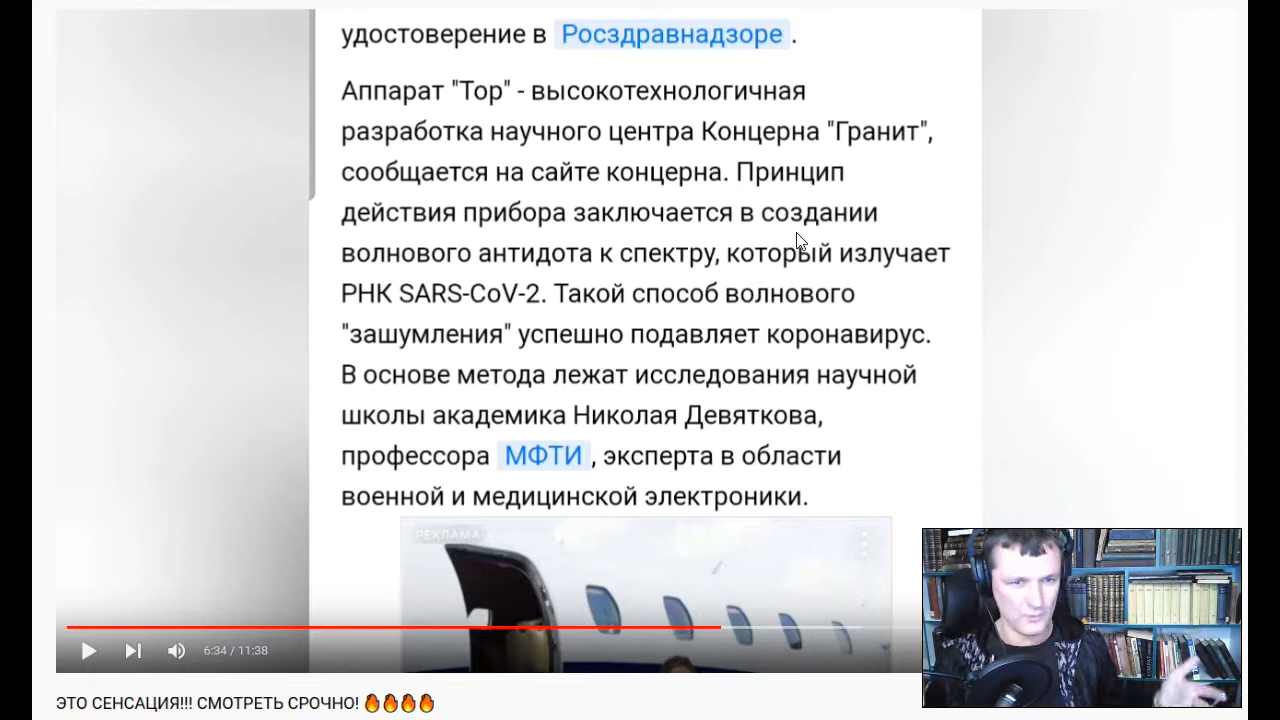 удостоверение в Росздравнадзоре .
Аппарат "Тор" - высокотехнологичная
разработка научного центра Концерна "Гранит",
сообщается на сайте концерна. Принцип
действия прибора заключается в создании
волнового антидота к спектру, который излучает
РНК SARS-CoV-2. Такой способ волнового
"зашумления" успешно подавляет коронавирус.
В основе метода лежат исследования научной
школы академика Николая Девяткова,
профессора МФТИ , эксперта в области
военной и медицинской электроники.
РЕКЛАМА
6:34 / 11:38
ЭТО СЕНСАЦИЯ!!! СМОТРЕТЬ СРОЧНО! 🔥🔥🔥🔥